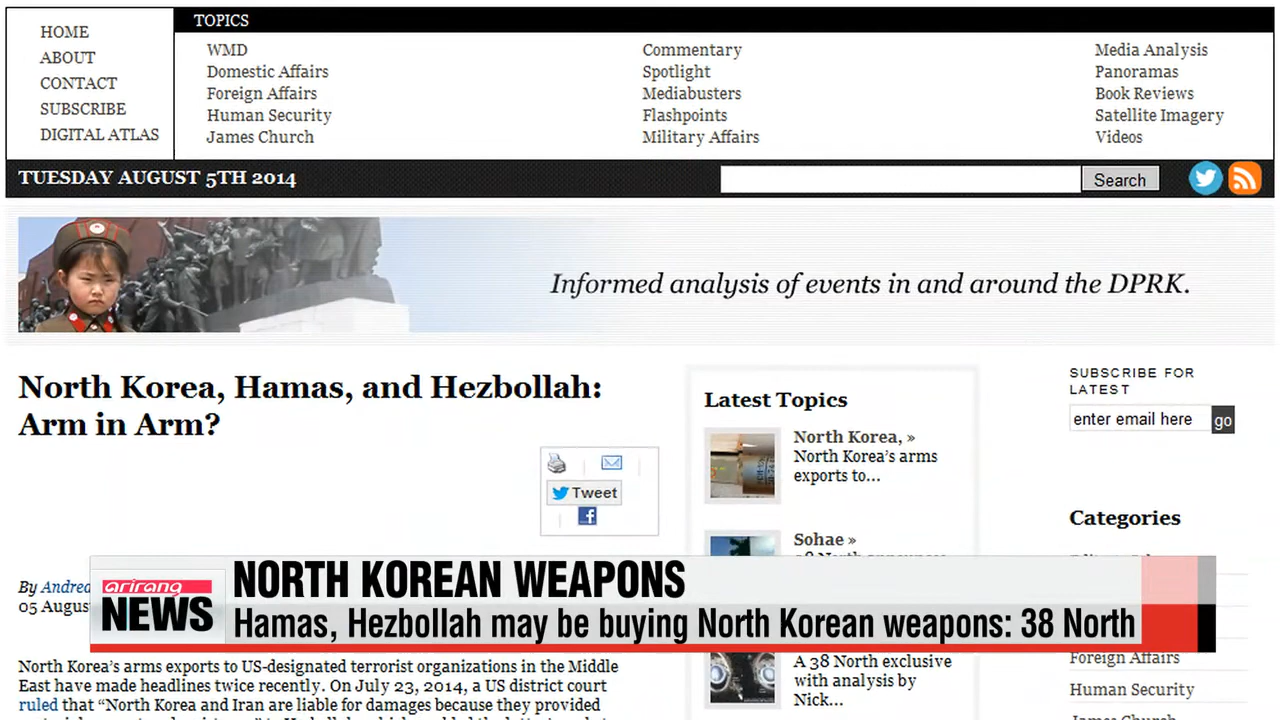 HOME
ABOUT
CONTACT
SUBSCRIBE
DIGITAL ATLAS
TOPICS
WMD
Domestic Affairs
Foreign Affairs
Human Security
James Church
Commentary
Spotlight
Mediabusters
Flashpoints
Military Affairs
Media Analysis
Panoramas
Book Reviews
Satellite Imagery
Videos
TUESDAY AUGUST 5TH 2014
Search
Informed analysis of events in and around the DPRK.
North Korea, Hamas, and Hezbollah:
Arm in Arm?
Tweet
By Andrea
05 Augus
North Korea's arms exports to US-designated terrorist organizations in the Middle
East have made headlines twice recently. On July 23, 2014, a US district court
ruled that "North Korea and Iran are liable for damages because they provided
Latest Topics
North Korea, »
North Korea's arms
exports to...
Sohae »
A 38 North exclusive
with analysis by
Nick...
SUBSCRIBE FOR
LATEST
enter email here go
Categories
Foreign Affairs
Human Security
James Church
arirang
NEWS
NORTH KOREAN WEAPONS
Hamas, Hezbollah may be buying North Korean weapons: 38 North